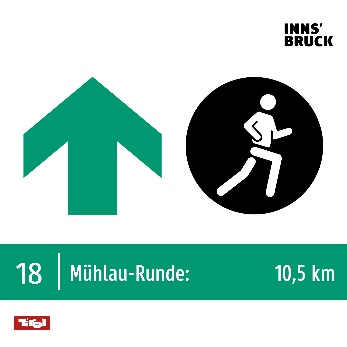 INNS'
BRUCK
18 Mühlau-Runde: 10,5 km
Tirol